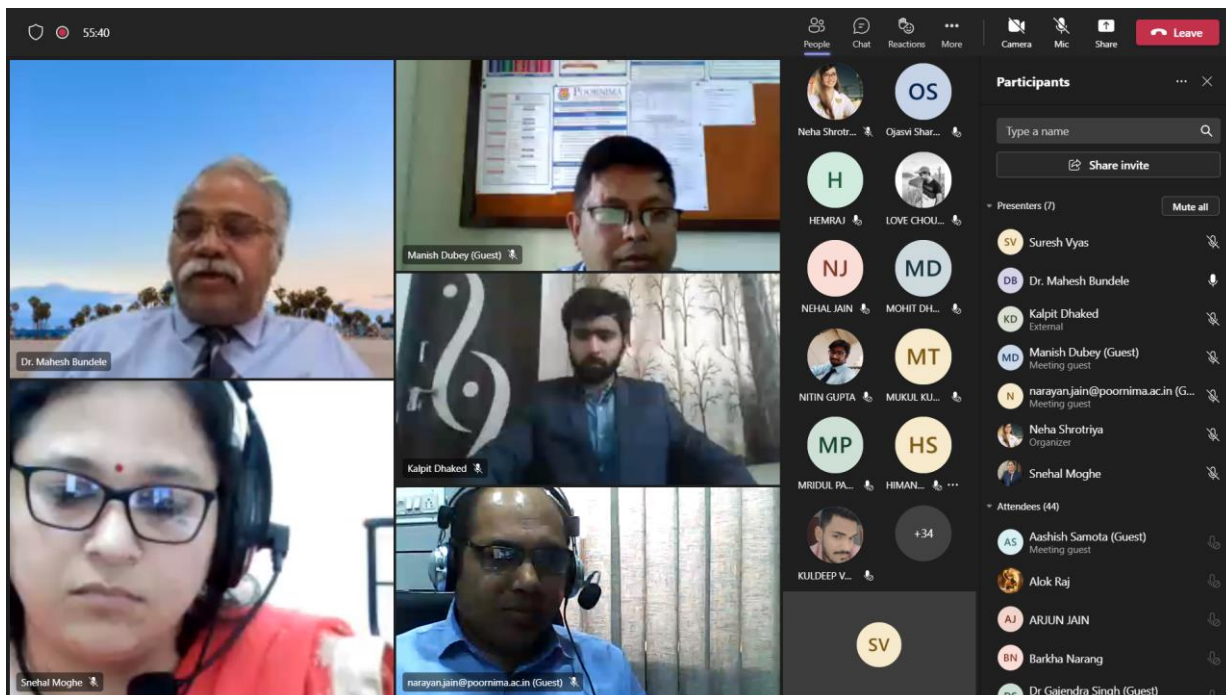 55:40
People
Chat
Reactions
More
Camera
Mic
Share
Leave
POORNIMA
Dr. Mahesh Bundele
Manish Dubey (Guest)
Kalpit Dhaked
Snehal Moghe
narayan.jain@poornima.ac.in (Guest)
Neha Shrotr...
OS
Ojasvi Shar...
H
HEMRAJ
LOVE CHOU...
NJ
NEHAL JAIN
MD
MOHIT DH...
NITIN GUPTA
MT
MUKUL KU...
MP
MRIDUL PA...
HS
HIMAN...
KULDEEP V...
+34
SV
Participants
Type a name
Share invite
Presenters (7)
Mute all
SV
Suresh Vyas
DB
Dr. Mahesh Bundele
KD
Kalpit Dhaked
External
MD
Manish Dubey (Guest)
Meeting guest
N
narayan.jain@poornima.ac.in (G...
Meeting guest
Neha Shrotriya
Organizer
Snehal Moghe
Attendees (44)
AS
Aashish Samota (Guest)
Meeting guest
Alok Raj
AJ
ARJUN JAIN
BN
Barkha Narang
Dr Gajendra Singh (Guest)